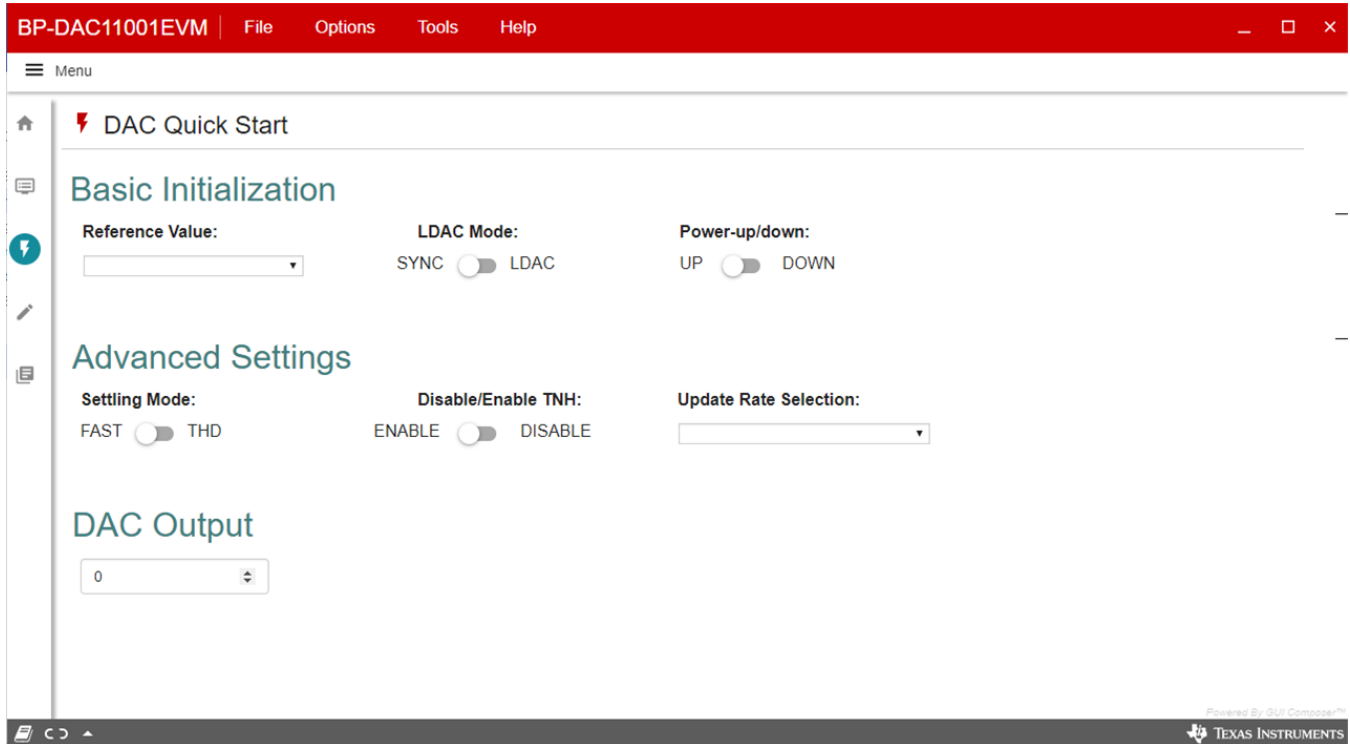 BP-DAC11001EVM File Options Tools Help
Menu
DAC Quick Start
Basic Initialization
Reference Value: LDAC Mode: Power-up/down:
SYNC LDAC UP DOWN
Advanced Settings
Settling Mode: Disable/Enable TNH: Update Rate Selection:
FAST THD ENABLE DISABLE
DAC Output
0
Powered By GUI Composer™
TEXAS INSTRUMENTS